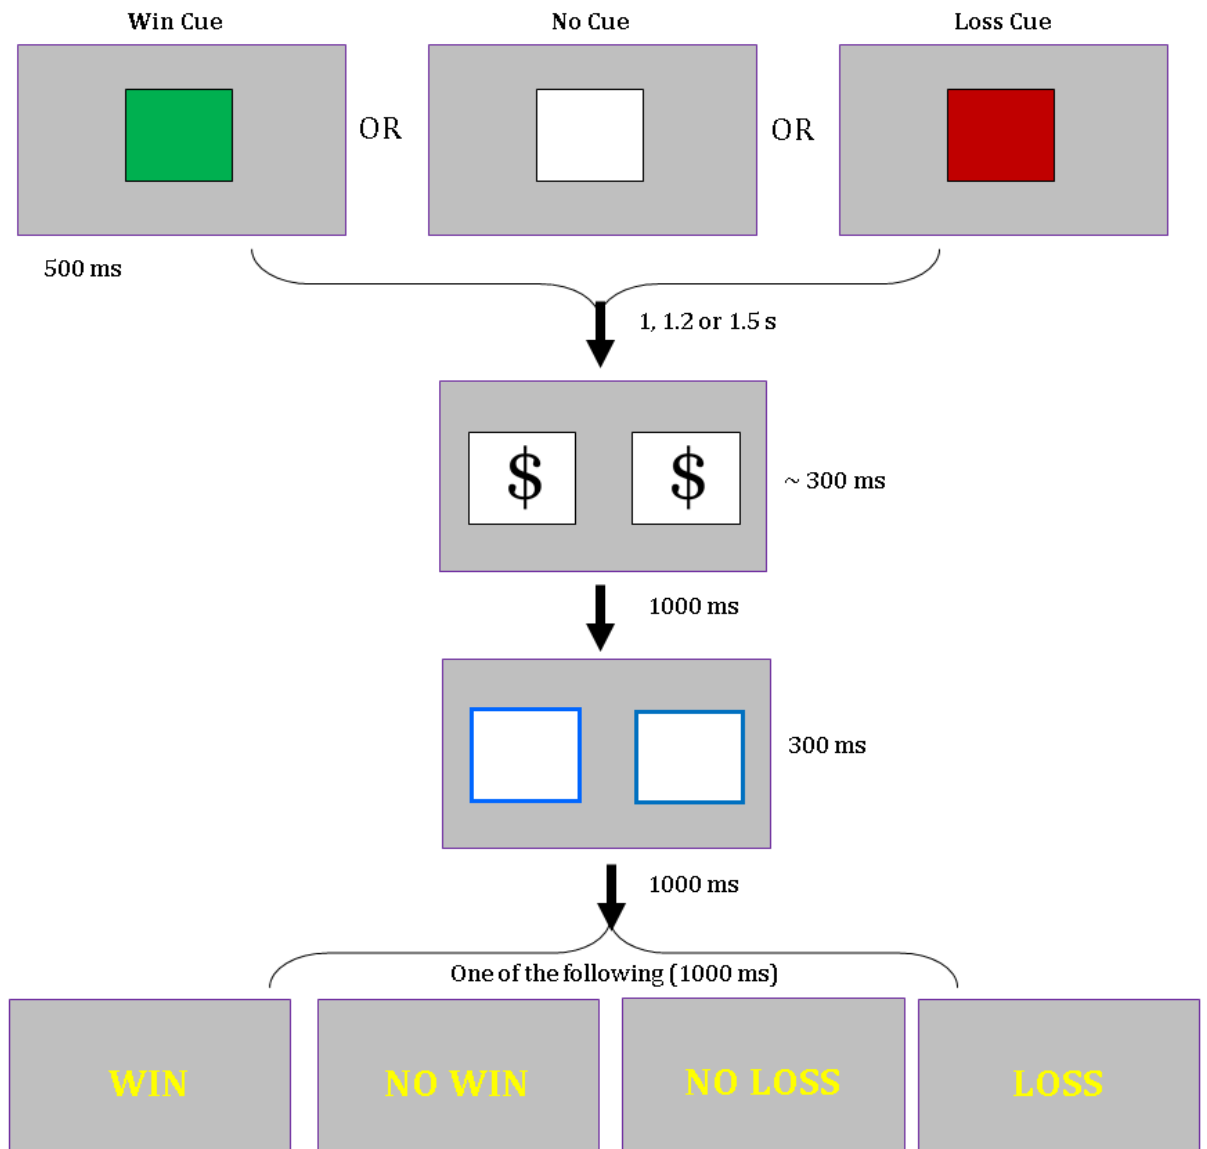 Win Cue
No Cue
Loss Cue
OR
OR
500 ms
1, 1.2 or 1.5 s
$
$
~ 300 ms
1000 ms
300 ms
1000 ms
One of the following (1000 ms)
WIN
NO WIN
NO LOSS
LOSS